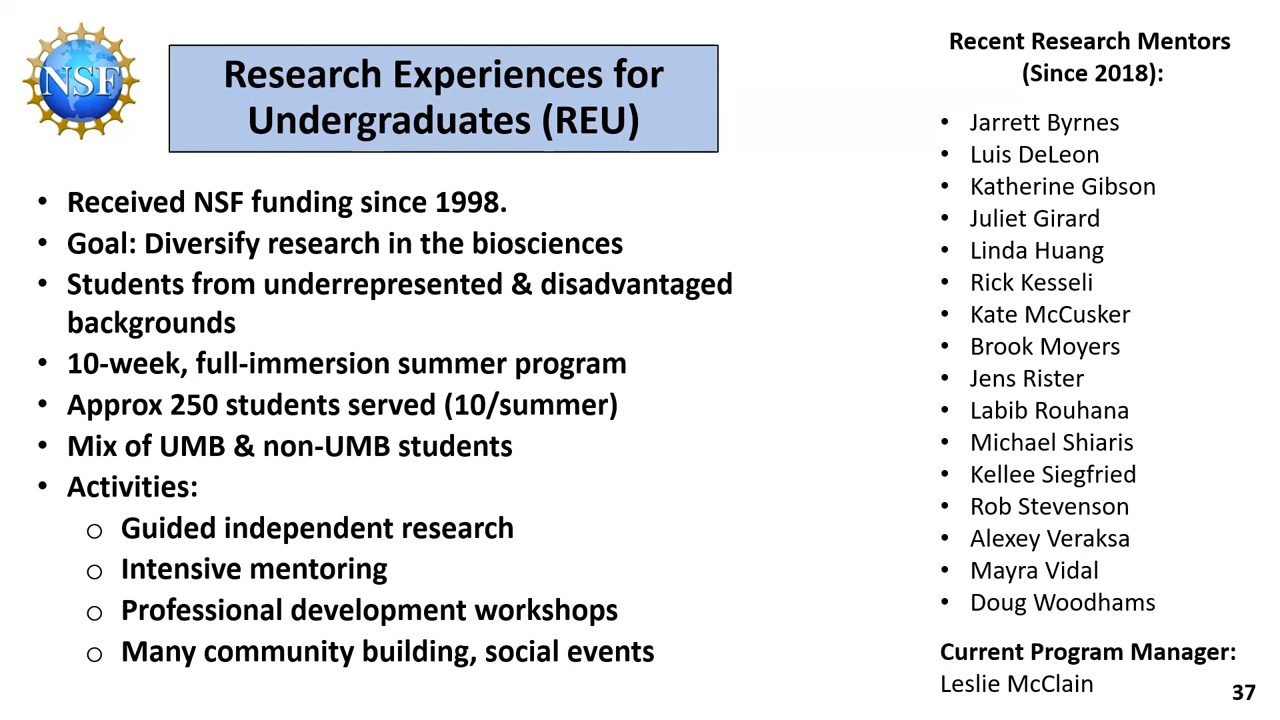 NSF
Research Experiences for
Undergraduates (REU)
• Received NSF funding since 1998.
• Goal: Diversify research in the biosciences
• Students from underrepresented & disadvantaged
backgrounds
• 10-week, full-immersion summer program
• Approx 250 students served (10/summer)
• Mix of UMB & non-UMB students
• Activities:
o Guided independent research
o Intensive mentoring
o Professional development workshops
o Many community building, social events
Recent Research Mentors
(Since 2018):
• Jarrett Byrnes
• Luis DeLeon
• Katherine Gibson
• Juliet Girard
• Linda Huang
• Rick Kesseli
• Kate McCusker
• Brook Moyers
• Jens Rister
• Labib Rouhana
• Michael Shiaris
• Kellee Siegfried
• Rob Stevenson
• Alexey Veraksa
• Mayra Vidal
• Doug Woodhams
Current Program Manager:
Leslie McClain
37